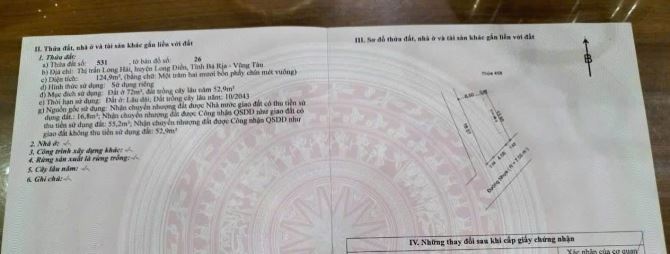 II. Thửa đất, nhà ở và tài sản khác gắn liền với đất
1. Thửa đất:
a) Thửa đất số: 531 , tờ bản đồ số: 26
b) Địa chỉ: Thị trấn Long Hải, huyện Long Điền, Tỉnh Bà Rịa - Vũng Tàu
c) Diện tích: 124,9m², (bằng chữ: Một trăm hai mươi bốn phẩy chín mét vuông)
d) Hình thức sử dụng: Sử dụng riêng
đ) Mục đích sử dụng: Đất ở 72m², đất trồng cây lâu năm 52,9m²
e) Thời hạn sử dụng: Đất ở: Lâu dài; Đất trồng cây lâu năm: 10/2043
g) Nguồn gốc sử dụng: Nhận chuyển nhượng đất được Nhà nước giao đất có thu tiền sử
dụng đất.: 16,8m²; Nhận chuyển nhượng đất được Công nhận QSDĐ như giao đất có
thu tiền sử dụng đất: 55,2m²; Nhận chuyển nhượng đất được Công nhận QSDĐ như
giao đất không thu tiền sử dụng đất: 52,9m²
2. Nhà ở: -/-
3. Công trình xây dựng khác: -/-
4. Rừng sản xuất là rừng trồng: -/-
5. Cây lâu năm: -/-
6. Ghi chú: -/-
III. Sơ đồ thửa đất, nhà ở và tài sản khác gắn liền với đất
B
IV. Những thay đổi sau khi cấp giấy chứng nhận
Xác nhận của cơ quan